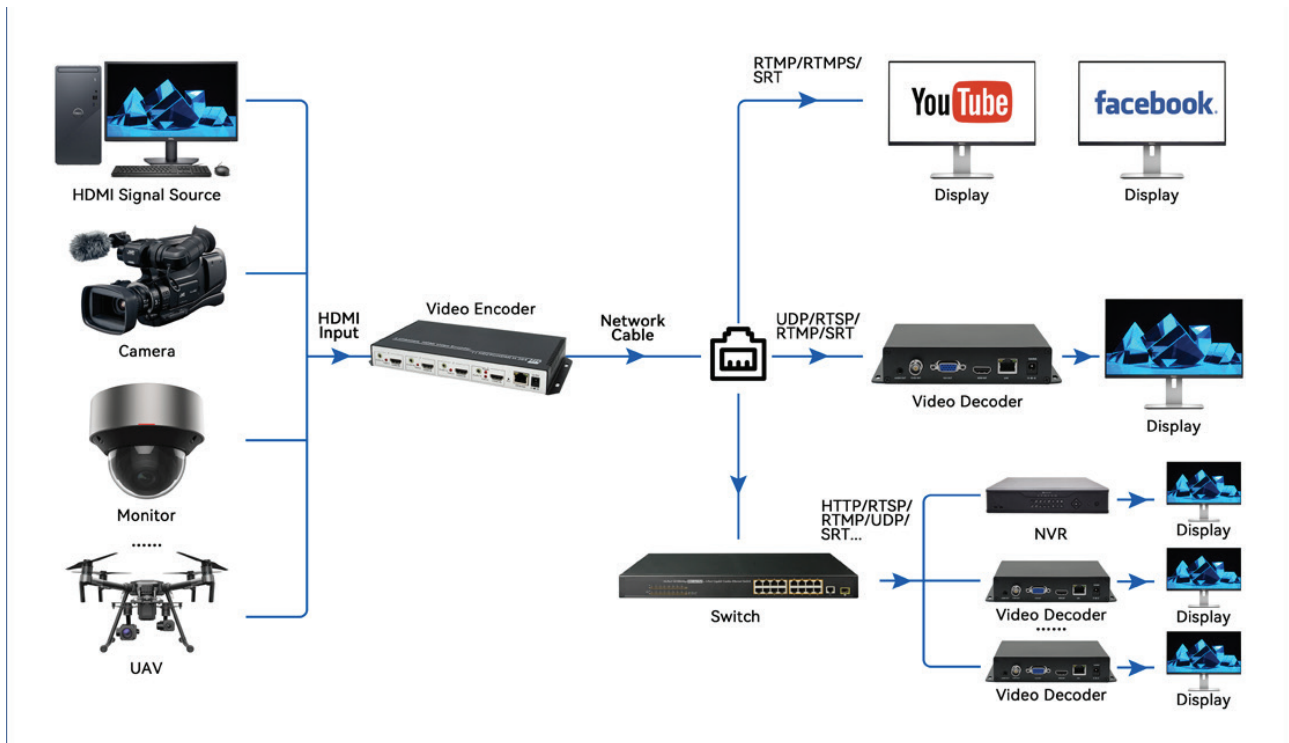 HDMI Signal Source
Camera
Monitor
......
UAV
HDMI
Input
Video Encoder
Network
Cable
RTMP/RTMPS/
SRT
YouTube
Display
facebook.
Display
UDP/RTSP/
RTMP/SRT
Video Decoder
Display
Switch
HTTP/RTSP/
RTMP/UDP/
SRT...
NVR
Display
Video Decoder
Display
......
Video Decoder
Display